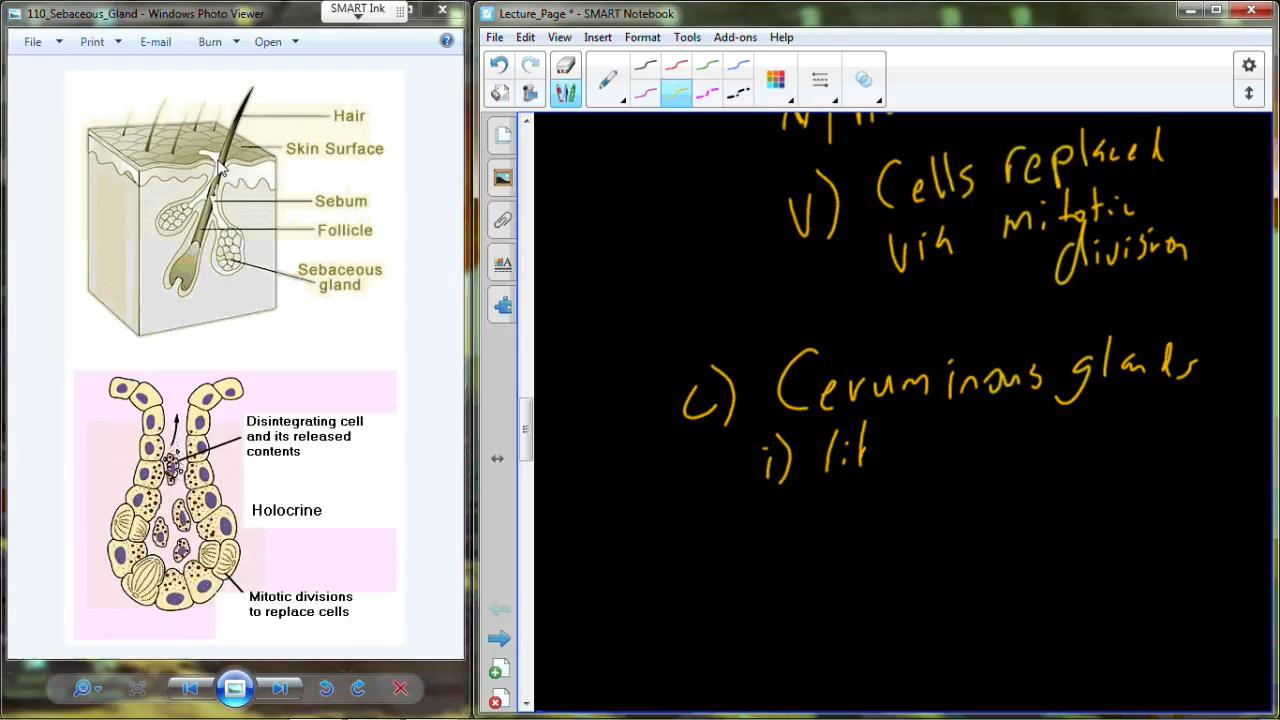 110_Sebaceous_Gland - Windows Photo Viewer
SMART Ink
File Print E-mail Burn Open
Hair
Skin Surface
Sebum
Follicle
Sebaceous
gland
Disintegrating cell
and its released
contents
Holocrine
Mitotic divisions
to replace cells
Lecture_Page * - SMART Notebook
File Edit View Insert Format Tools Add-ons Help
V) Cells replaced
via mitotic
division
c) Ceruminous glands
i) lik